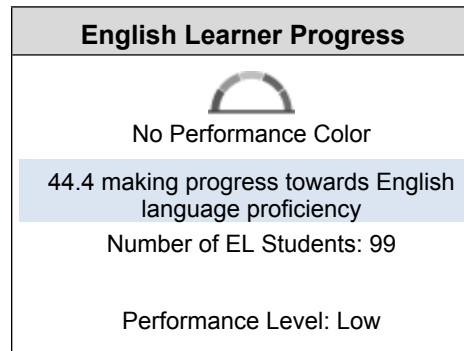 English Learner Progress
No Performance Color
44.4 making progress towards English
language proficiency
Number of EL Students: 99
Performance Level: Low